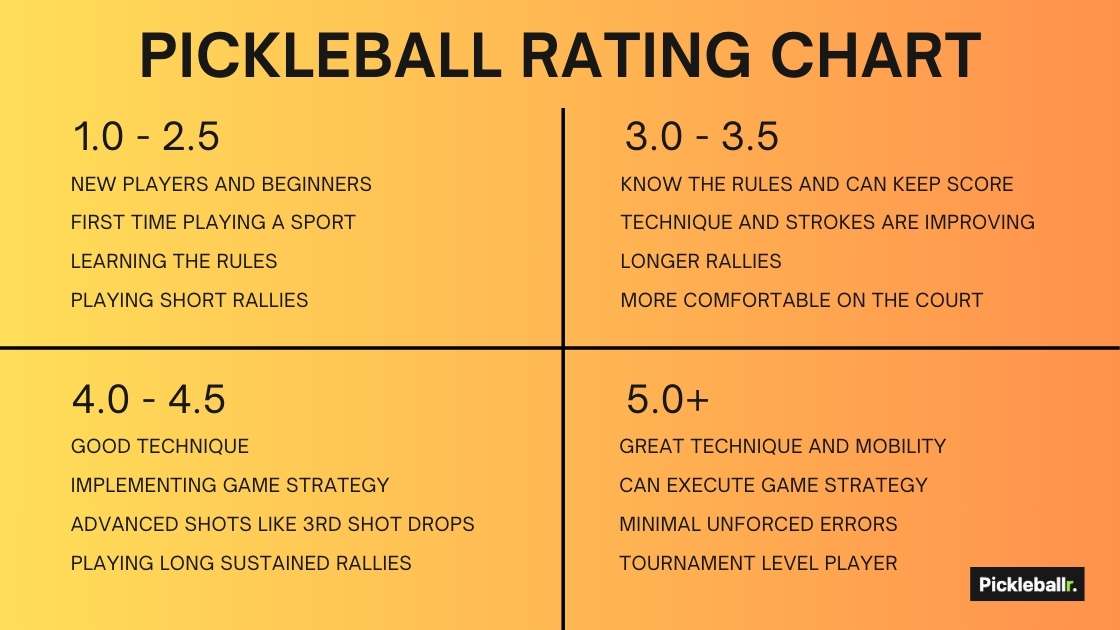 PICKLEBALL RATING CHART
1.0 - 2.5
NEW PLAYERS AND BEGINNERS
FIRST TIME PLAYING A SPORT
LEARNING THE RULES
PLAYING SHORT RALLIES
3.0 - 3.5
KNOW THE RULES AND CAN KEEP SCORE
TECHNIQUE AND STROKES ARE IMPROVING
LONGER RALLIES
MORE COMFORTABLE ON THE COURT
4.0 - 4.5
GOOD TECHNIQUE
IMPLEMENTING GAME STRATEGY
ADVANCED SHOTS LIKE 3RD SHOT DROPS
PLAYING LONG SUSTAINED RALLIES
5.0+
GREAT TECHNIQUE AND MOBILITY
CAN EXECUTE GAME STRATEGY
MINIMAL UNFORCED ERRORS
TOURNAMENT LEVEL PLAYER
Pickleballr.